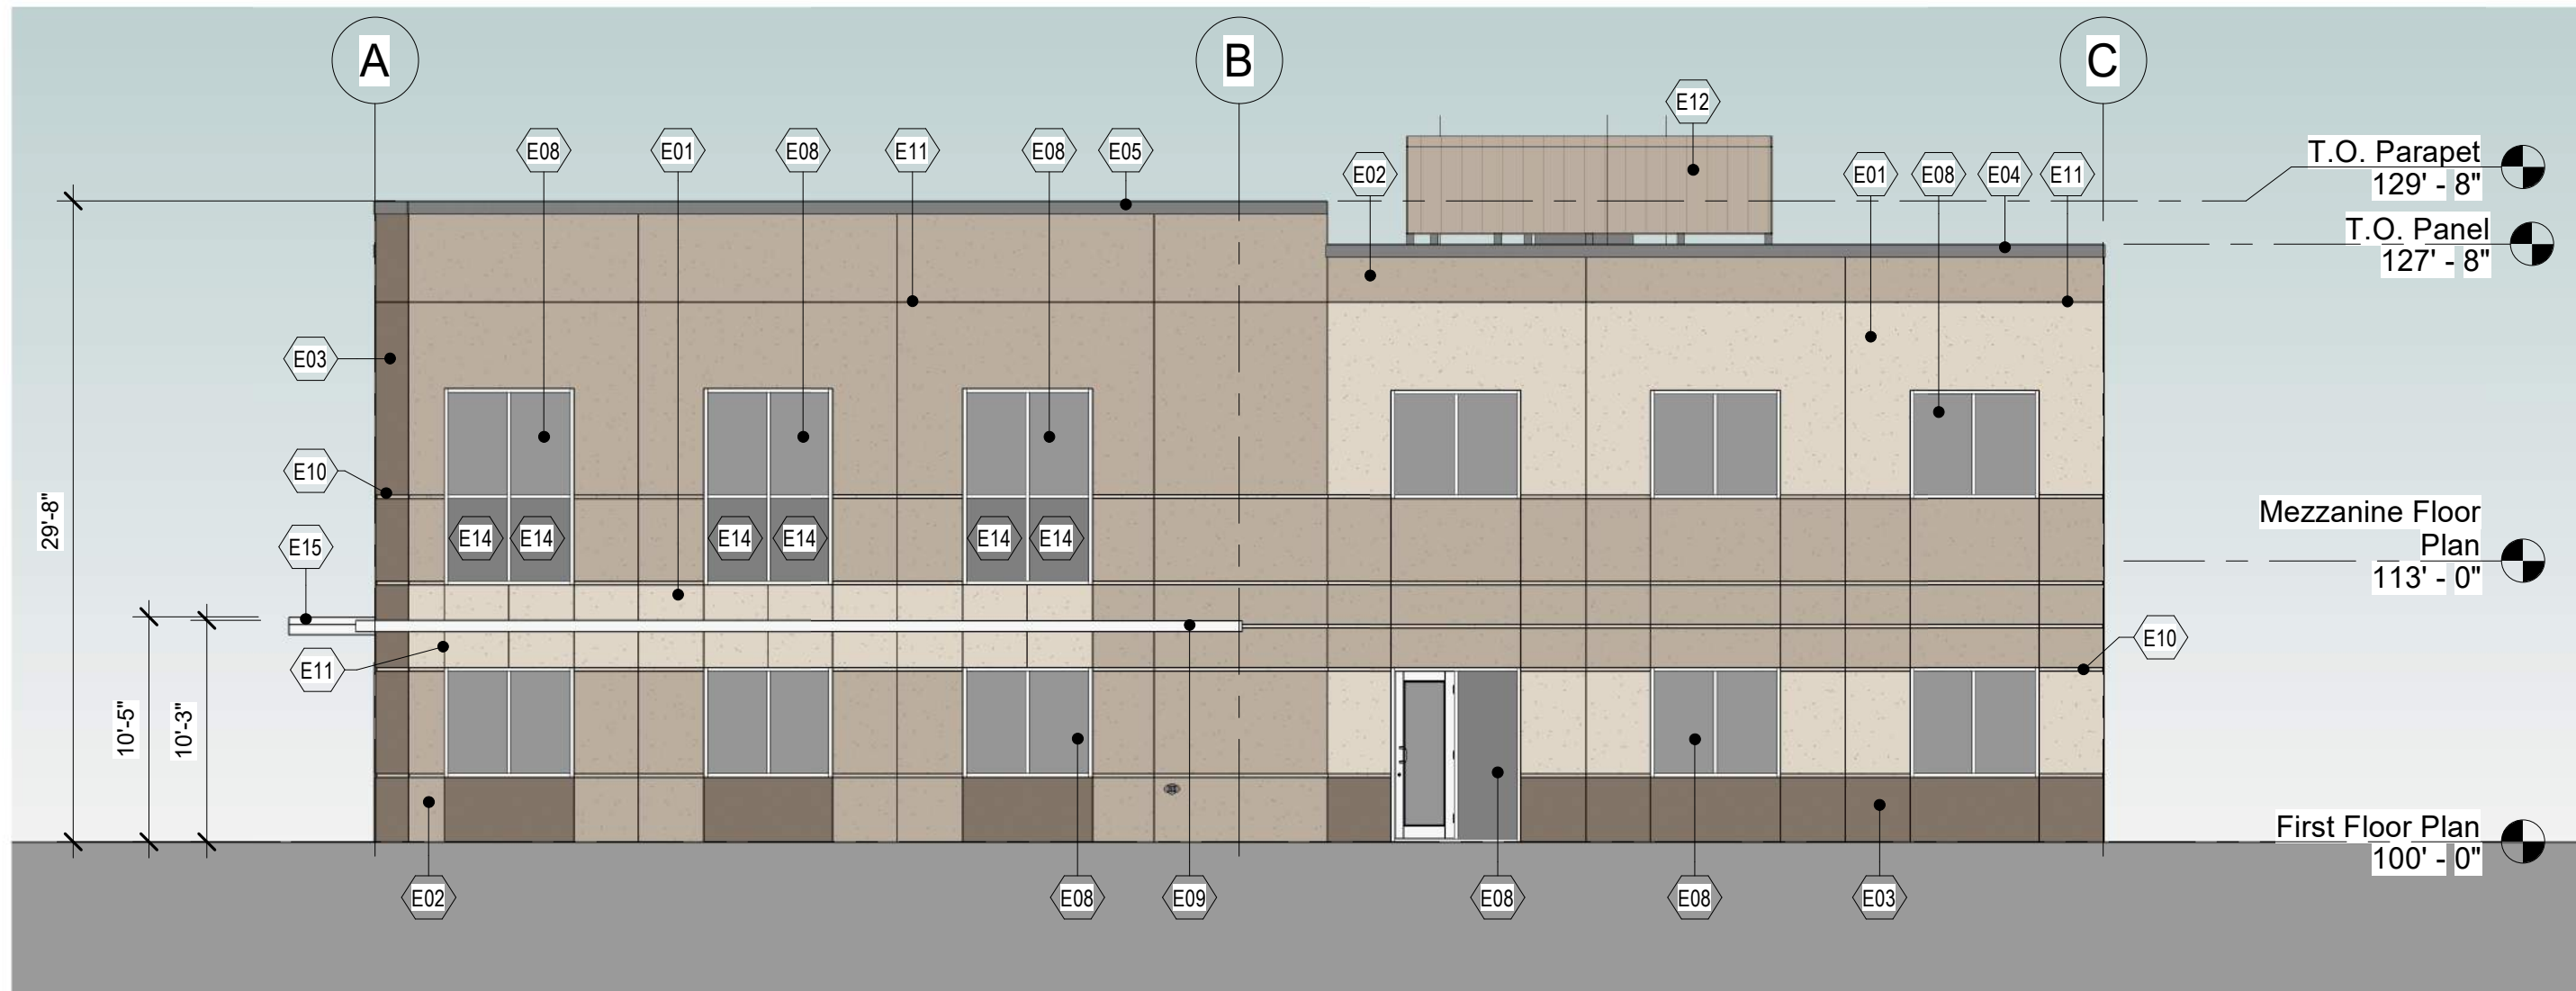 A
B
C
E12
E08
E01
E08
E11
E08
E05
E02
E01
E08
E04
E11
T.O. Parapet
129' - 8"
T.O. Panel
127' - 8"
E03
E10
E15
E11
E14
E14
E14
E14
E14
E14
29'-8"
10'-5"
10'-3"
Mezzanine Floor
Plan
113' - 0"
E10
First Floor Plan
100' - 0"
E02
E08
E09
E08
E08
E03